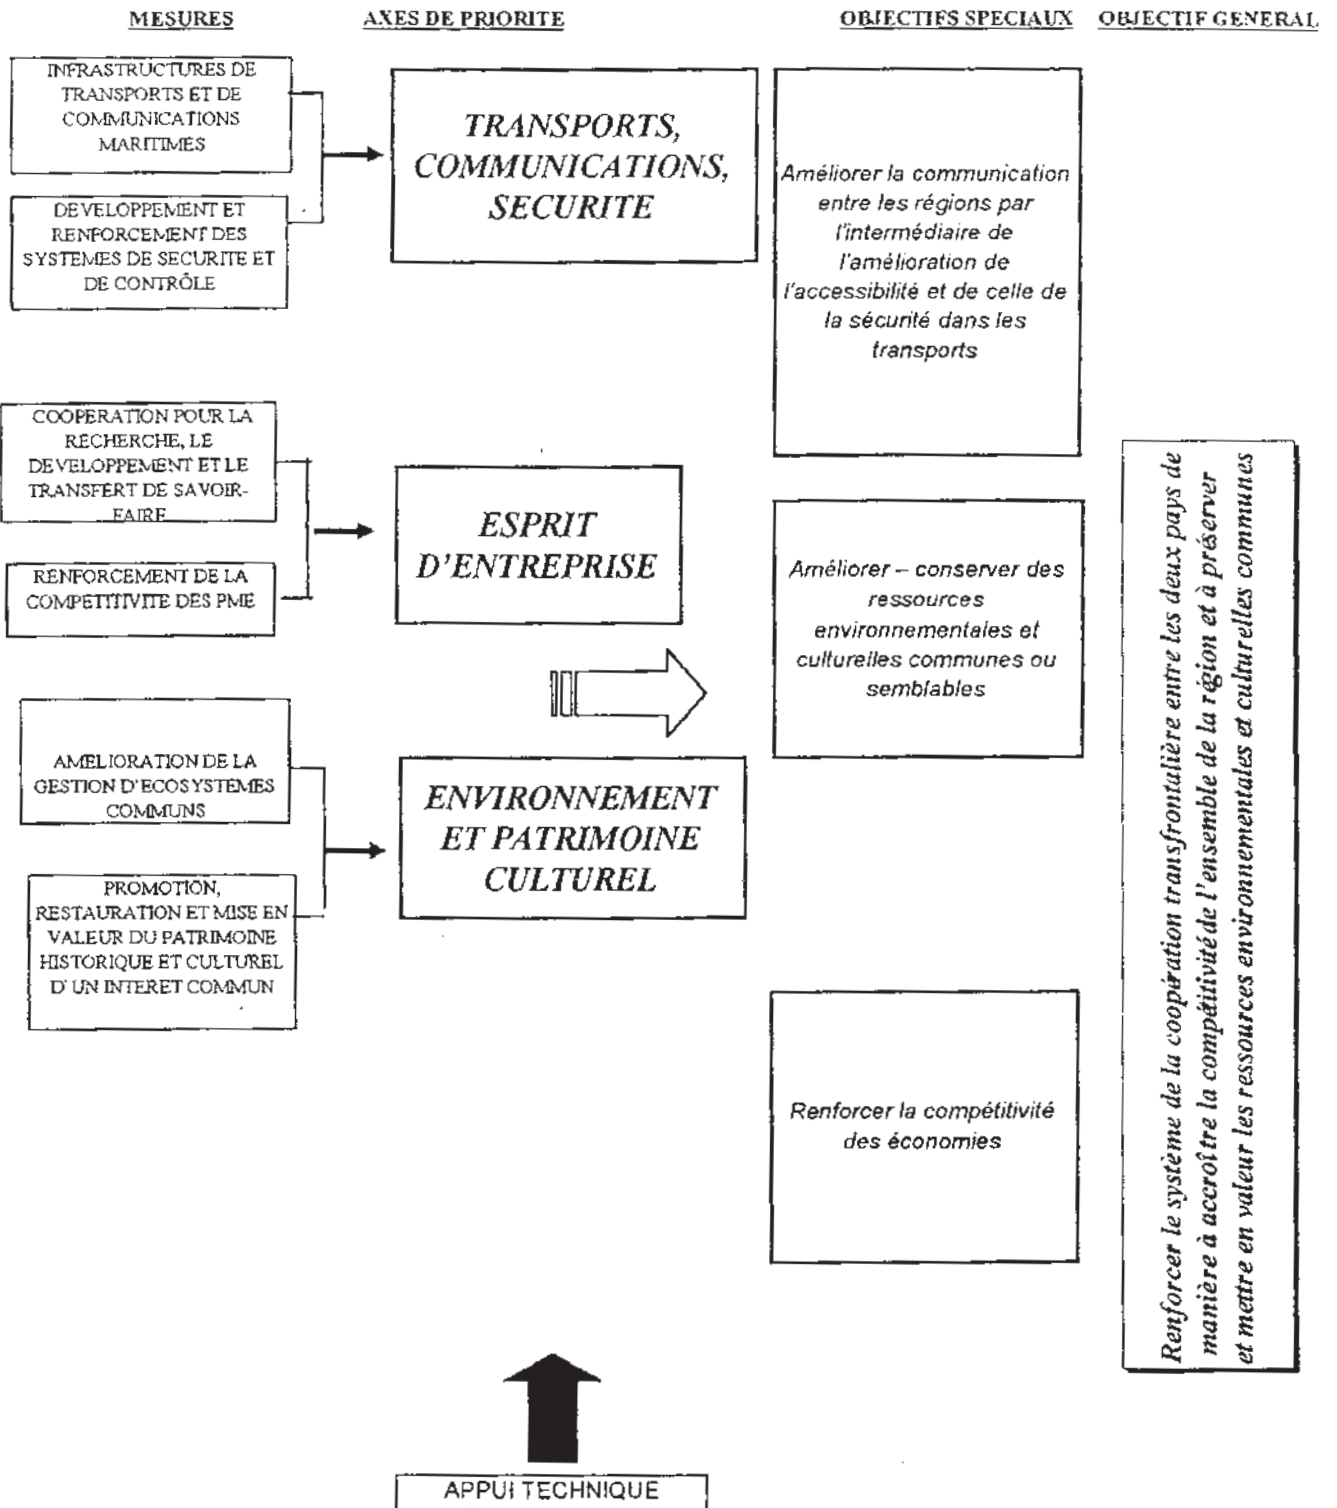 MESURES
AXES DE PRIORITE
OBJECTIFS SPECIAUX
OBJECTIF GENERAL
INFRASTRUCTURES DE
TRANSPORTS ET DE
COMMUNICATIONS
MARITIMES
DEVELOPPEMENT ET
RENFORCEMENT DES
SYSTEMES DE SECURITE ET
DE CONTRÔLE
TRANSPORTS,
COMMUNICATIONS,
SECURITE
Améliorer la communication
entre les régions par
l'intermédiaire de
l'amélioration de
l'accessibilité et de celle de
la sécurité dans les
transports
COOPERATION POUR LA
RECHERCHE, LE
DEVELOPPEMENT ET LE
TRANSFERT DE SAVOIR-
FAIRE
RENFORCEMENT DE LA
COMPETITIVITE DES PME
ESPRIT
D'ENTREPRISE
Améliorer – conserver des
ressources
environnementales et
culturelles communes ou
semblables
AMELIORATION DE LA
GESTION D'ECOSYSTEMES
COMMUNS
PROMOTION,
RESTAURATION ET MISE EN
VALEUR DU PATRIMOINE
HISTORIQUE ET CULTUREL
D' UN INTERET COMMUN
ENVIRONNEMENT
ET PATRIMOINE
CULTUREL
Renforcer la compétitivité
des économies
Renforcer le système de la coopération transfrontalière entre les deux pays de
manière à accroître la compétitivité de l'ensemble de la région et à préserver
et mettre en valeur les ressources environnementales et culturelles communes
APPUI TECHNIQUE